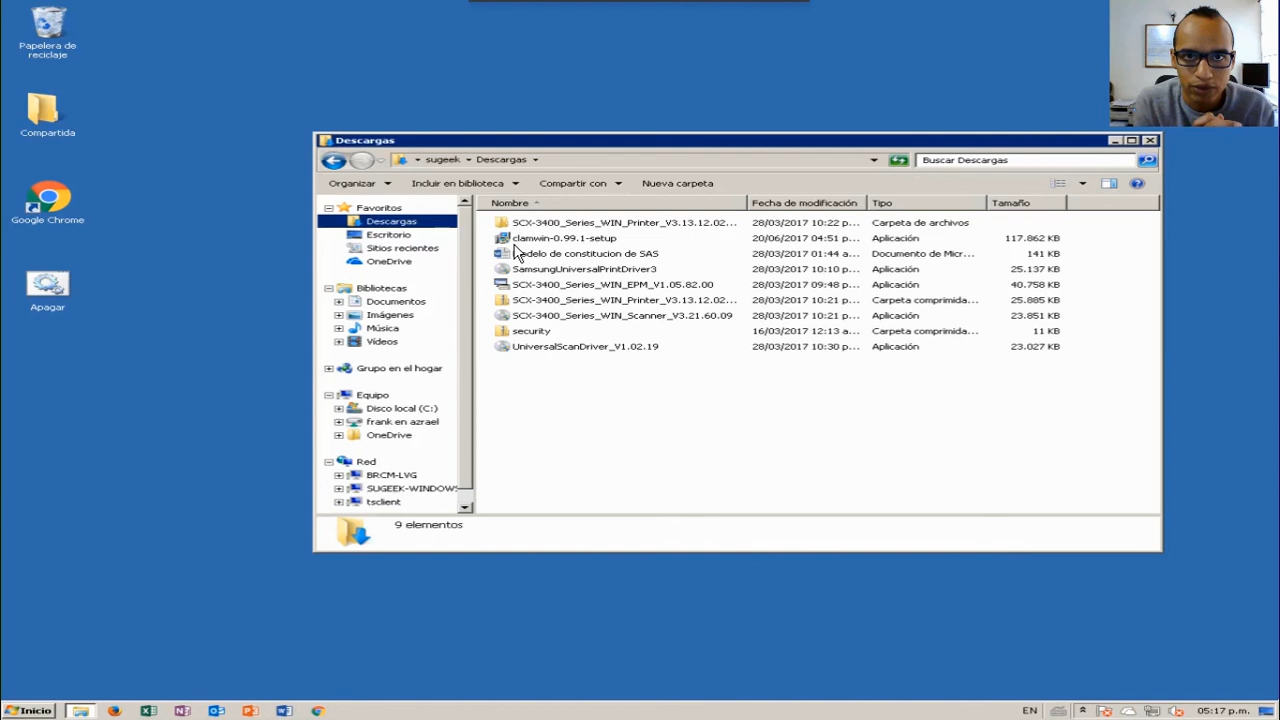 Papelera de
reciclaje
Compartida
Google Chrome
Apagar
Descargas
sugeek Descargas
Buscar Descargas
Organizar Incluir en biblioteca Compartir con Nueva carpeta
Favoritos
Descargas
Escritorio
Sitios recientes
OneDrive
Bibliotecas
Documentos
Imágenes
Música
Vídeos
Grupo en el hogar
Equipo
Disco local (C:)
frank en azrael
OneDrive
Red
BRCM-LVG
SUGEEK-WINDOW
tsclient
Nombre Fecha de modificación Tipo Tamaño
SCX-3400_Series_WIN_Printer_V3.13.12.02... 28/03/2017 10:22 p... Carpeta de archivos
clamwin-0.99.1-setup 20/06/2017 04:51 p... Aplicación 117.862 KB
delo de constitucion de SAS 28/03/2017 01:44 a... Documento de Micr... 141 KB
SamsungUniversalPrintDriver3 28/03/2017 10:10 p... Aplicación 25.137 KB
SCX-3400_Series_WIN_EPM_V1.05.82.00 28/03/2017 09:48 p... Aplicación 40.758 KB
SCX-3400_Series_WIN_Printer_V3.13.12.02... 28/03/2017 10:21 p... Carpeta comprimida... 25.885 KB
SCX-3400_Series_WIN_Scanner_V3.21.60.09 28/03/2017 10:21 p... Aplicación 23.851 KB
security 16/03/2017 12:13 a... Carpeta comprimida... 11 KB
UniversalScanDriver_V1.02.19 28/03/2017 10:30 p... Aplicación 23.027 KB
9 elementos
Inicio
EN
05:17 p.m.